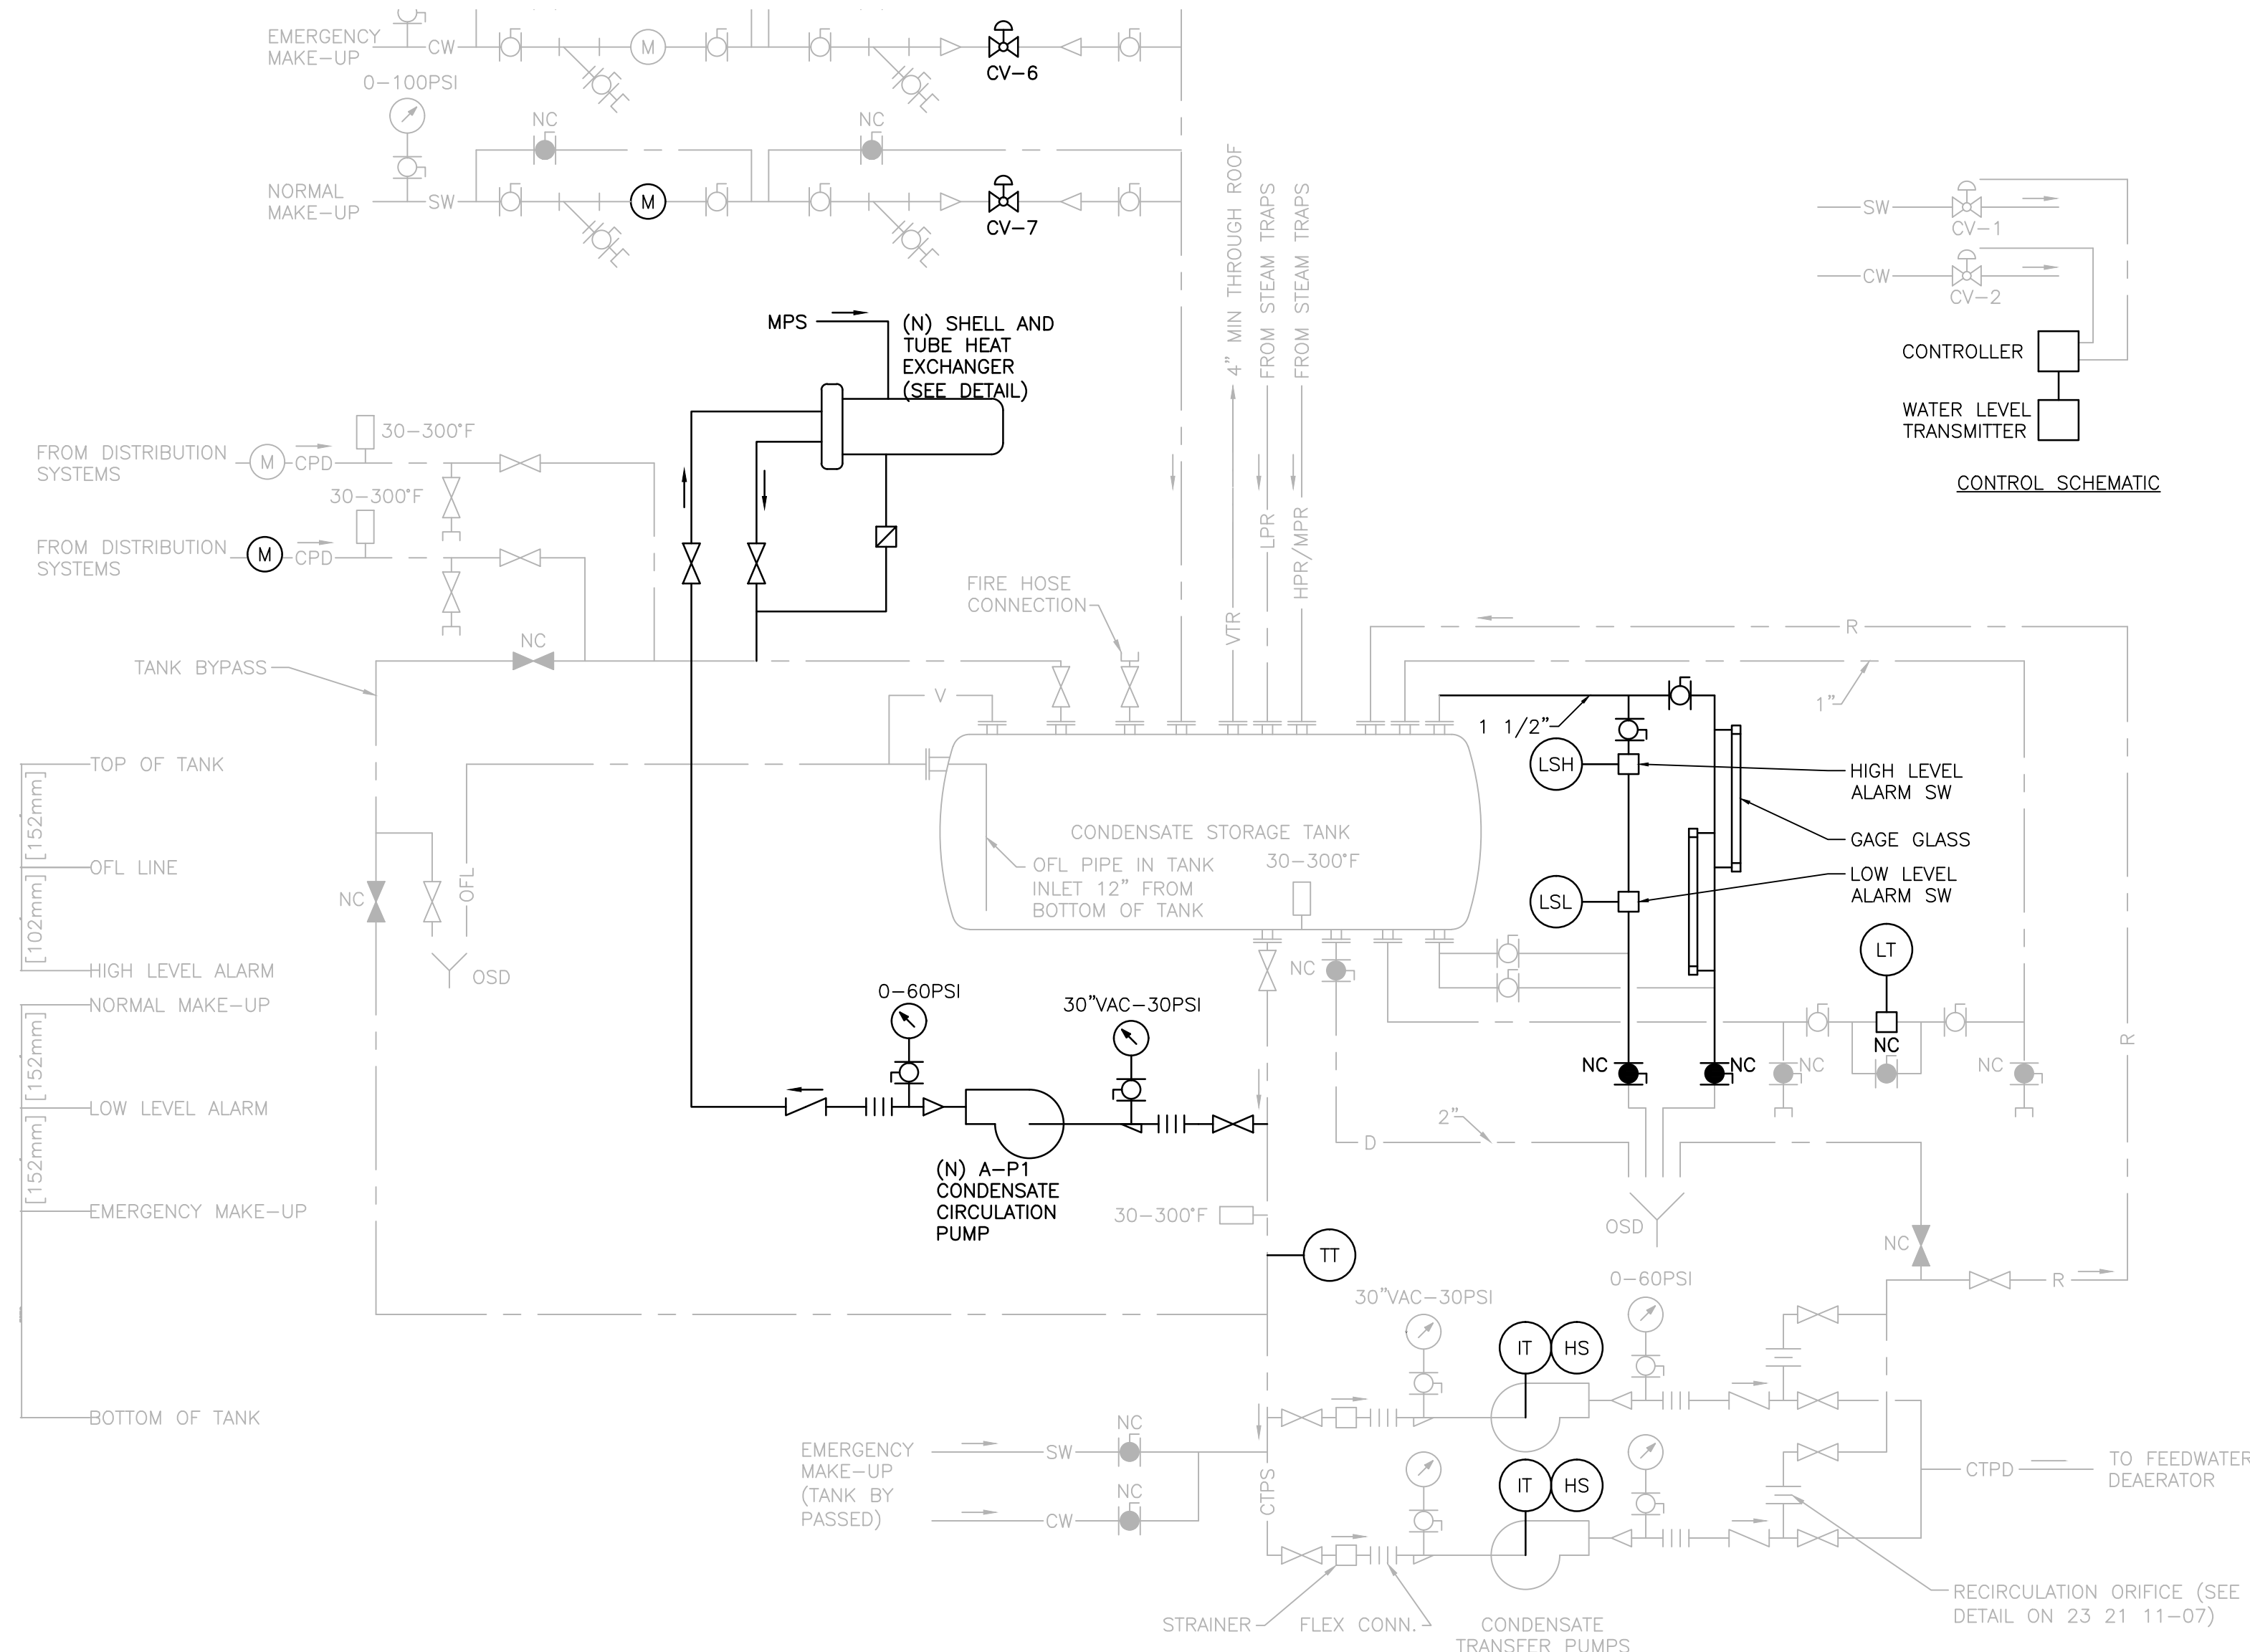 EMERGENCY
MAKE-UP
CW
M
CV-6
0-100PSI
NC
NC
NORMAL
MAKE-UP
SW
M
CV-7
4" MIN THROUGH ROOF
FROM STEAM TRAPS
FROM STEAM TRAPS
SW
CV-1
CW
CV-2
CONTROLLER
WATER LEVEL
TRANSMITTER
CONTROL SCHEMATIC
MPS
(N) SHELL AND
TUBE HEAT
EXCHANGER
(SEE DETAIL)
FROM DISTRIBUTION
SYSTEMS
M
CPD
30-300°F
30-300°F
FROM DISTRIBUTION
SYSTEMS
M
CPD
LPR
HPR/MPR
VTR
FIRE HOSE
CONNECTION
NC
TANK BYPASS
V
R
1"
1 1/2"
TOP OF TANK
[152mm]
OFL LINE
[102mm]
HIGH LEVEL ALARM
NORMAL MAKE-UP
[152mm]
LOW LEVEL ALARM
[152mm]
EMERGENCY MAKE-UP
BOTTOM OF TANK
NC
OFL
OSD
CONDENSATE STORAGE TANK
OFL PIPE IN TANK
INLET 12" FROM
BOTTOM OF TANK
30-300°F
LSH
HIGH LEVEL
ALARM SW
GAGE GLASS
LSL
LOW LEVEL
ALARM SW
LT
NC
NC
NC
NC
NC
NC
R
0-60PSI
30"VAC-30PSI
(N) A-P1
CONDENSATE
CIRCULATION
PUMP
2"
D
OSD
30-300°F
TT
NC
R
30"VAC-30PSI
0-60PSI
IT
HS
EMERGENCY
MAKE-UP
(TANK BY
PASSED)
SW
NC
CW
NC
CTPS
IT
HS
CTPD
TO FEEDWATER
DEAERATOR
STRAINER
FLEX CONN.
CONDENSATE
TRANSFER PUMPS
RECIRCULATION ORIFICE (SEE
DETAIL ON 23 21 11-07)